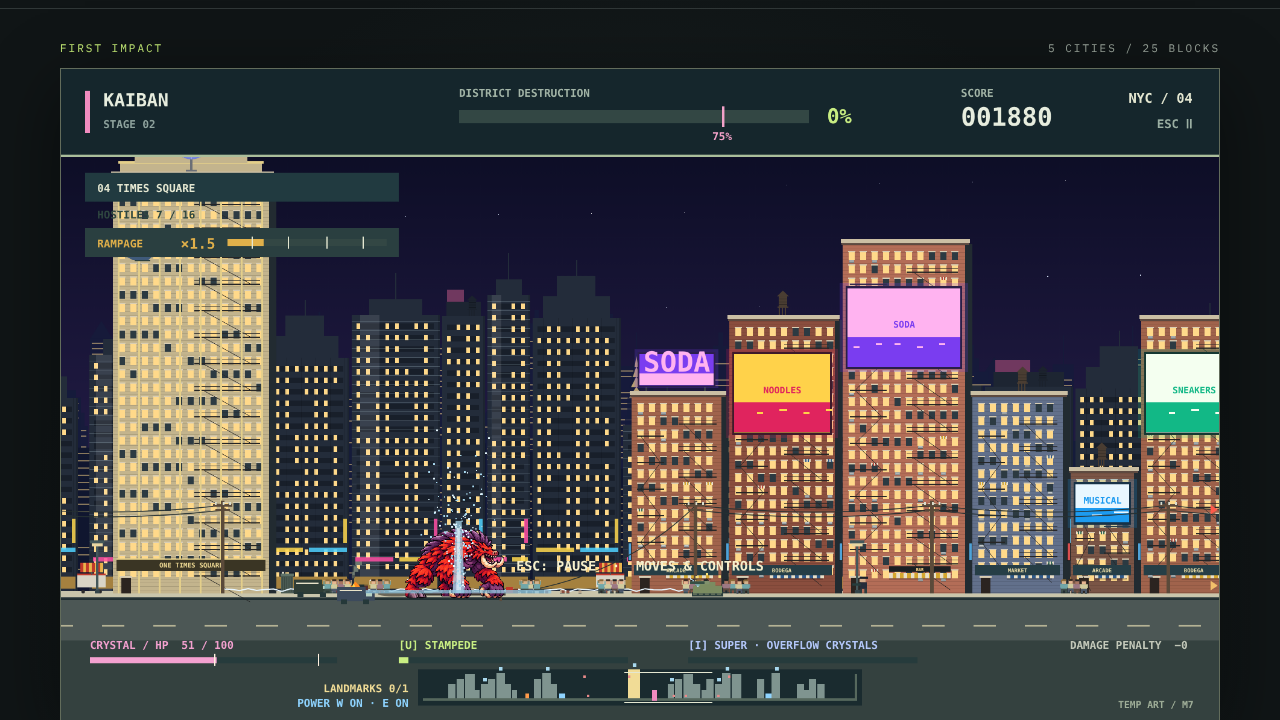 FIRST IMPACT
5 CITIES / 25 BLOCKS
KAIBAN
STAGE 02
DISTRICT DESTRUCTION
0%
75%
SCORE
001880
NYC / 04
ESC II
04 TIMES SQUARE
HOSTILE 7 / 16
RAMPAGE ×1.5
SODA
SODA
NOODLES
SNEAKERS
MUSICAL
ONE TIMES SQUARE
ESC: PAUSE
MOVES & CONTROLS
BODEGA
BAR
MARKET
ARCADE
BODEGA
CRYSTAL / HP 51 / 100
[U] STAMPEDE
[I] SUPER · OVERFLOW CRYSTALS
DAMAGE PENALTY −0
LANDMARKS 0/1
POWER W ON · E ON
TEMP ART / M7